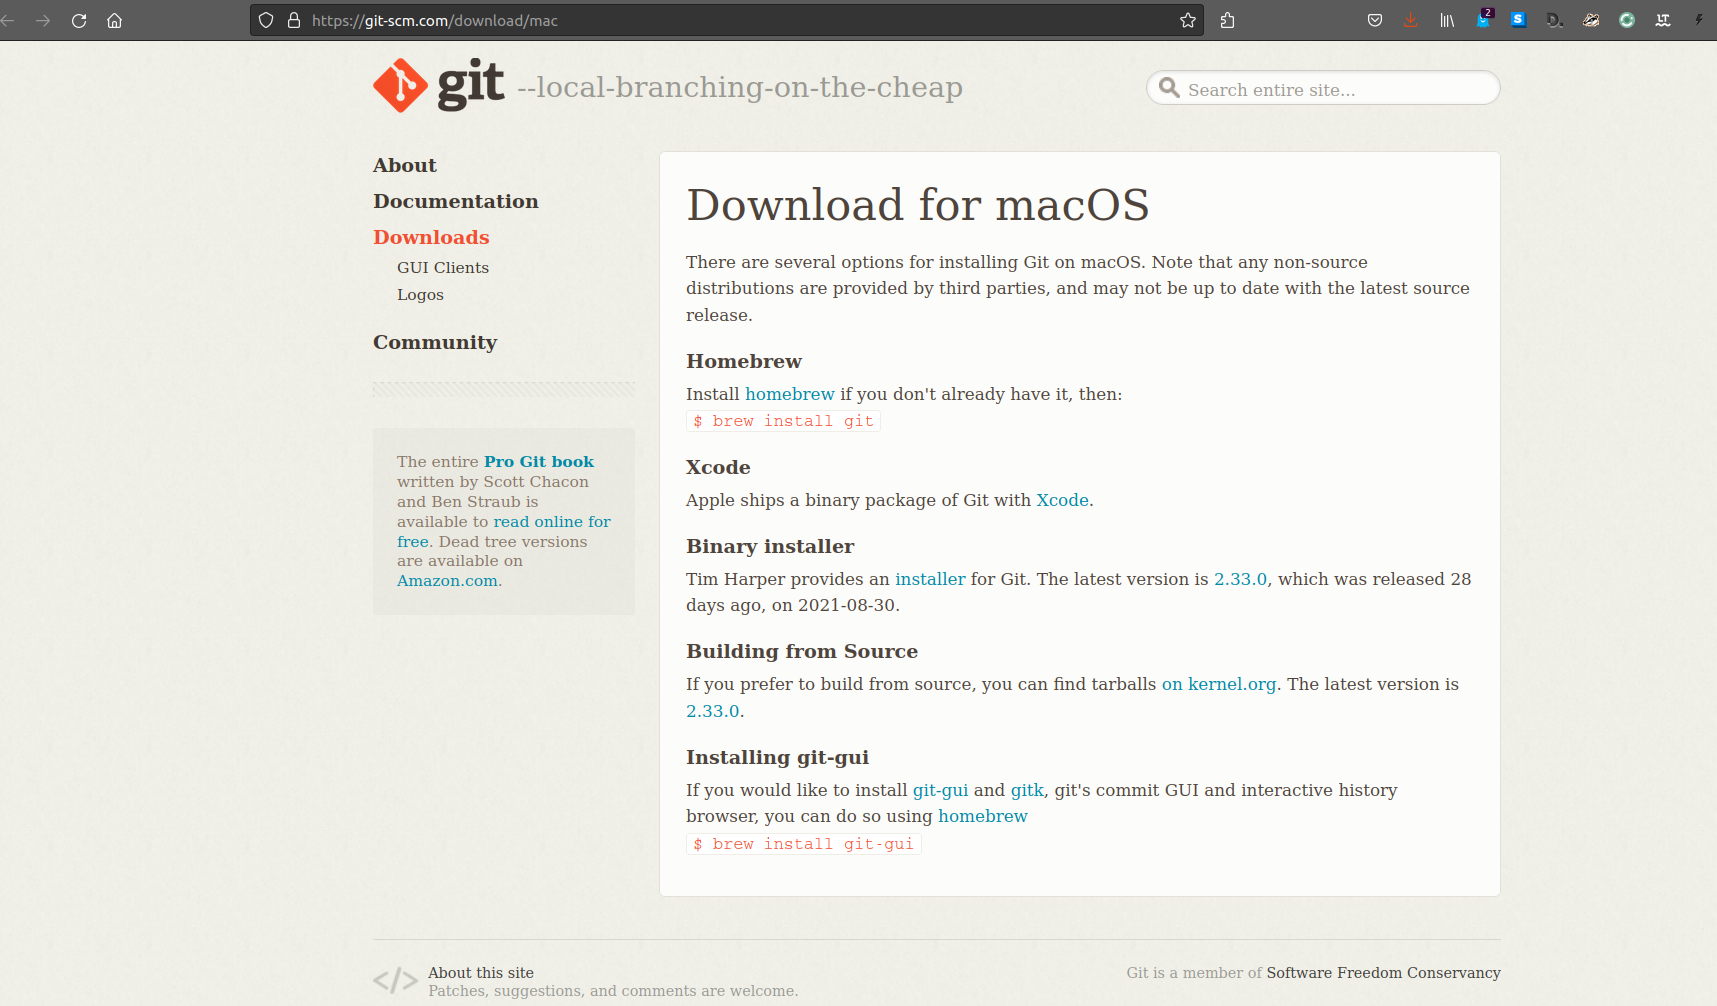 https://git-scm.com/download/mac
2
S
D.
LT
git --local-branching-on-the-cheap
Search entire site...
About
Documentation
Downloads
GUI Clients
Logos
Community
The entire Pro Git book
written by Scott Chacon
and Ben Straub is
available to read online for
free. Dead tree versions
are available on
Amazon.com.
Download for macOS
There are several options for installing Git on macOS. Note that any non-source
distributions are provided by third parties, and may not be up to date with the latest source
release.
Homebrew
Install homebrew if you don't already have it, then:
$ brew install git
Xcode
Apple ships a binary package of Git with Xcode.
Binary installer
Tim Harper provides an installer for Git. The latest version is 2.33.0, which was released 28
days ago, on 2021-08-30.
Building from Source
If you prefer to build from source, you can find tarballs on kernel.org. The latest version is
2.33.0.
Installing git-gui
If you would like to install git-gui and gitk, git's commit GUI and interactive history
browser, you can do so using homebrew
$ brew install git-gui
</> About this site
Patches, suggestions, and comments are welcome.
Git is a member of Software Freedom Conservancy